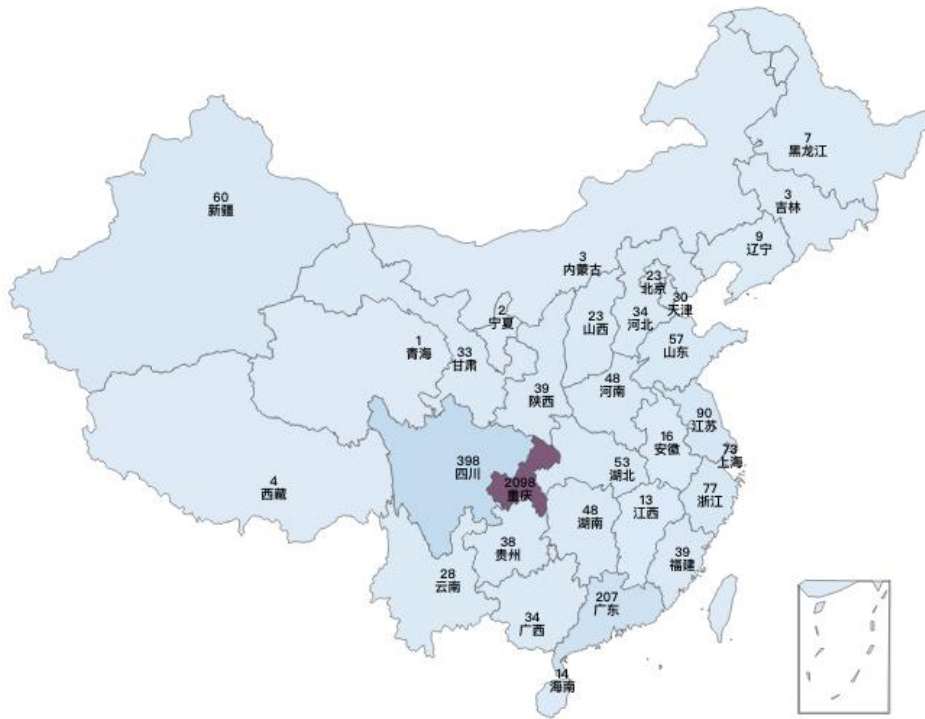 7
黑龙江
3
吉林
60
新疆
9
辽宁
3
内蒙古
23
北京
30
天津
2
宁夏
23
山西
34
河北
1
青海
33
甘肃
57
山东
39
陕西
48
河南
90
江苏
16
安徽
73
上海
398
四川
53
湖北
2098
重庆
4
西藏
77
浙江
13
江西
48
湖南
38
贵州
39
福建
28
云南
207
广东
34
广西
14
海南